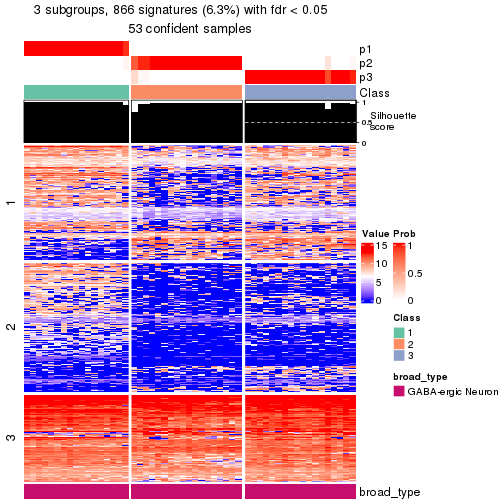 3 subgroups, 866 signatures (6.3%) with fdr < 0.05
53 confident samples
p1
p2
p3
Class
1
0.5
0
Silhouette
score
1
2
3
broad_type
Value
15
10
5
0
Prob
1
0.5
0
Class
1
2
3
broad_type
GABA-ergic Neuron